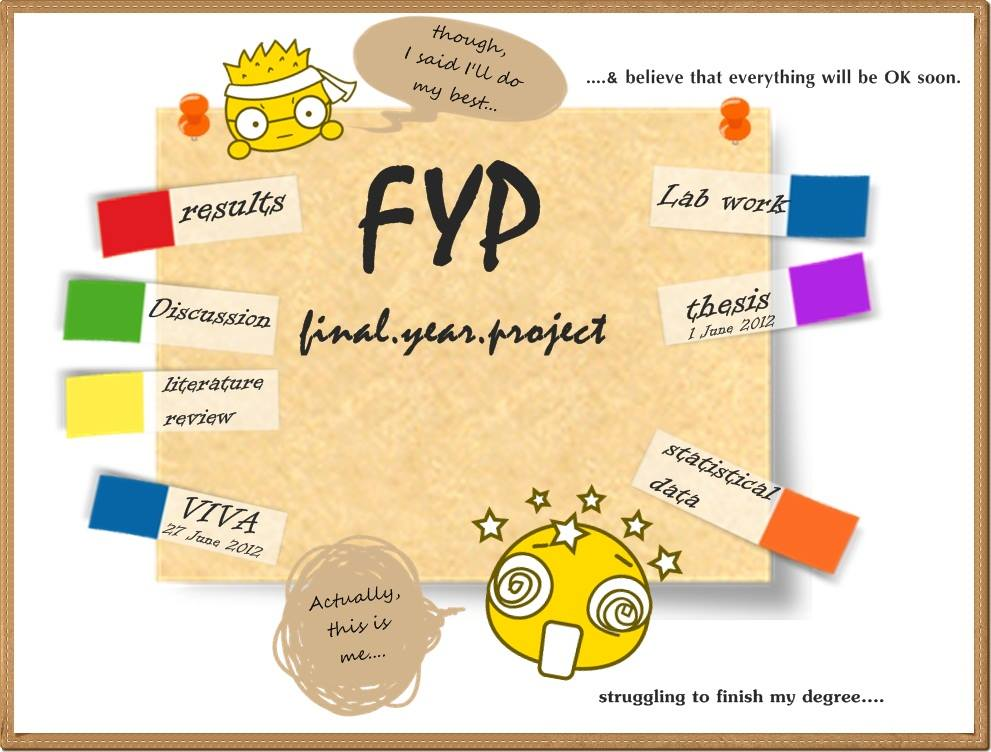 though,
I said I'll do
my best...
....& believe that everything will be OK soon.
FYP
final.year.project
results
Discussion
literature
review
VIVA
27 June 2012
Lab work
thesis
1 June 2012
statistical
data
Actually,
this is
me....
struggling to finish my degree....